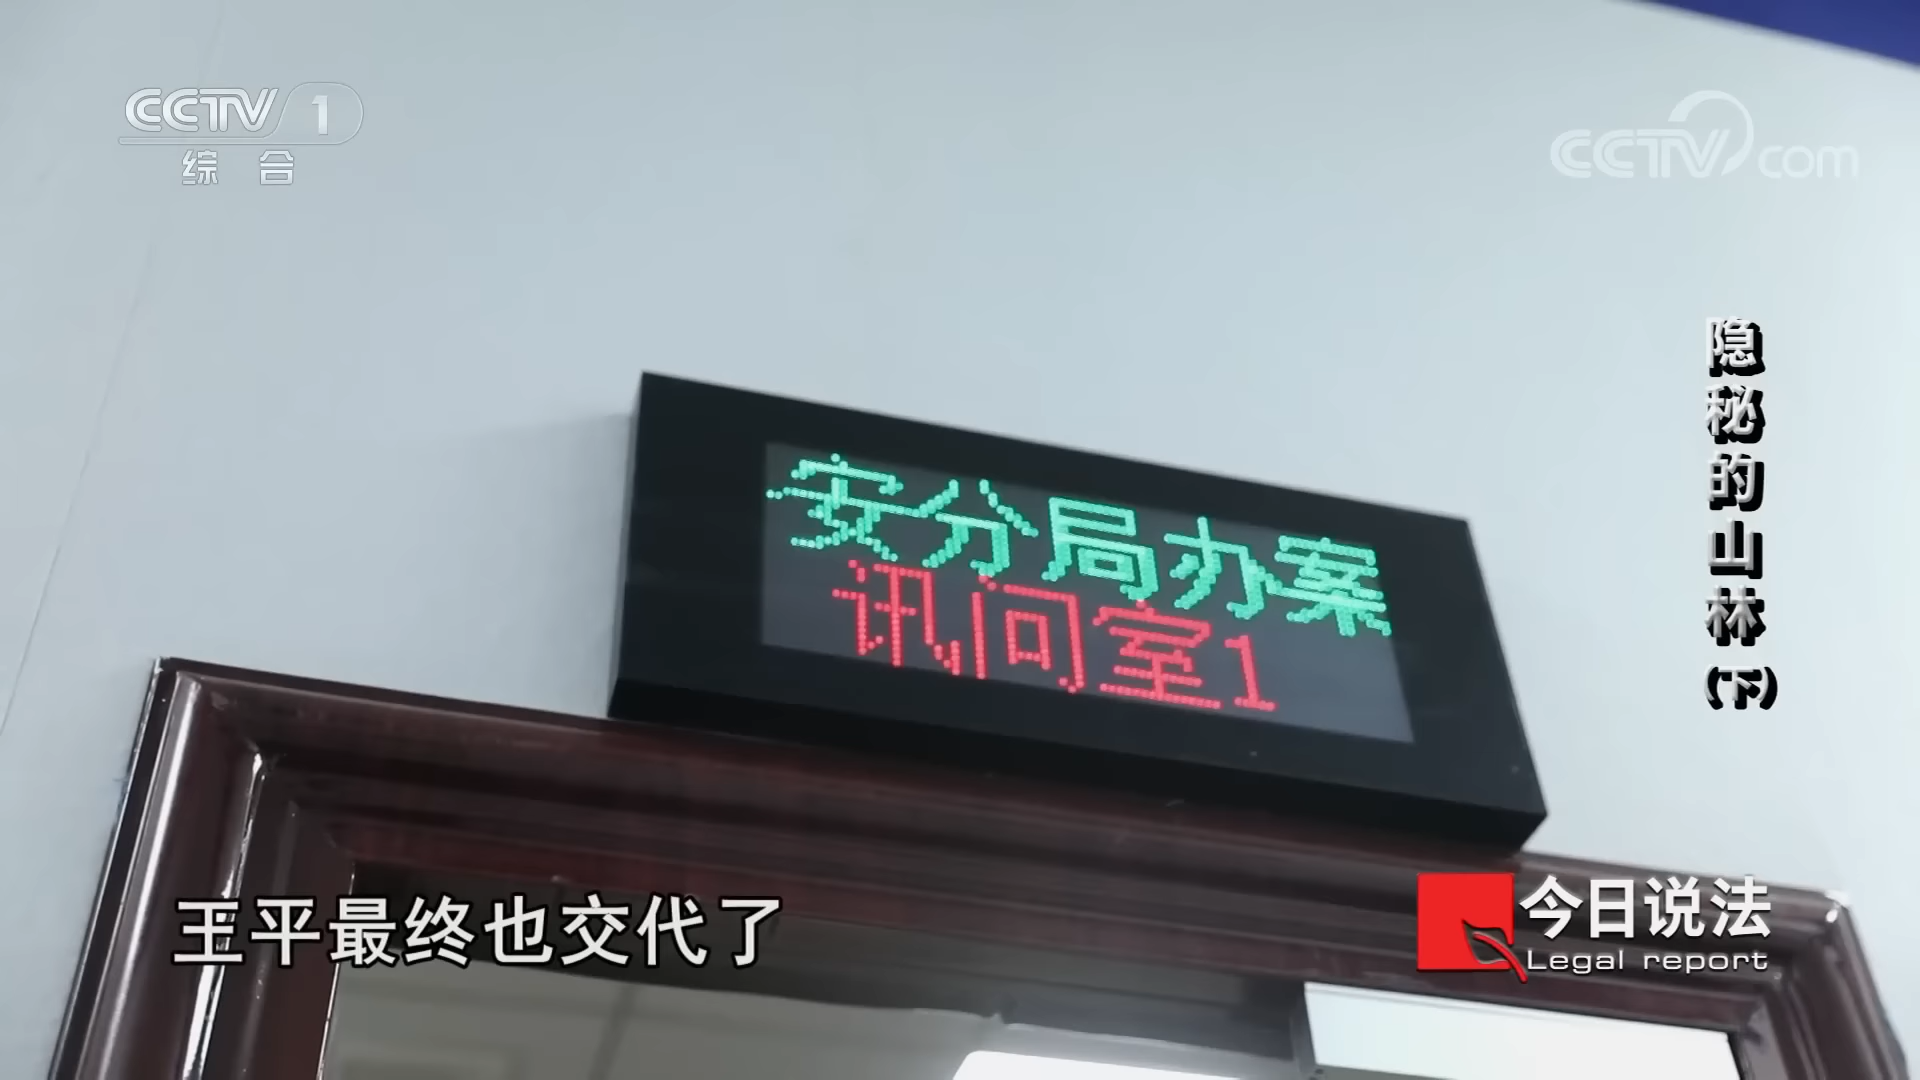 CCTV 1
综合
CCTV com
隐秘的山林(下)
安分局办案
讯问室1
王平最终也交代了
今日说法
Legal report